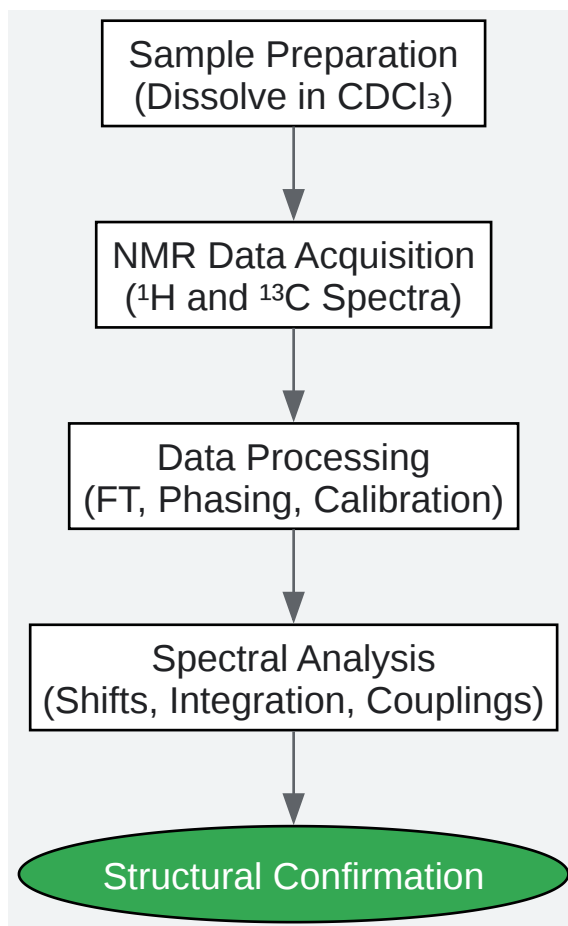 Sample Preparation
(Dissolve in CDCl₃)
NMR Data Acquisition
(¹H and ¹³C Spectra)
Data Processing
(FT, Phasing, Calibration)
Spectral Analysis
(Shifts, Integration, Couplings)
Structural Confirmation